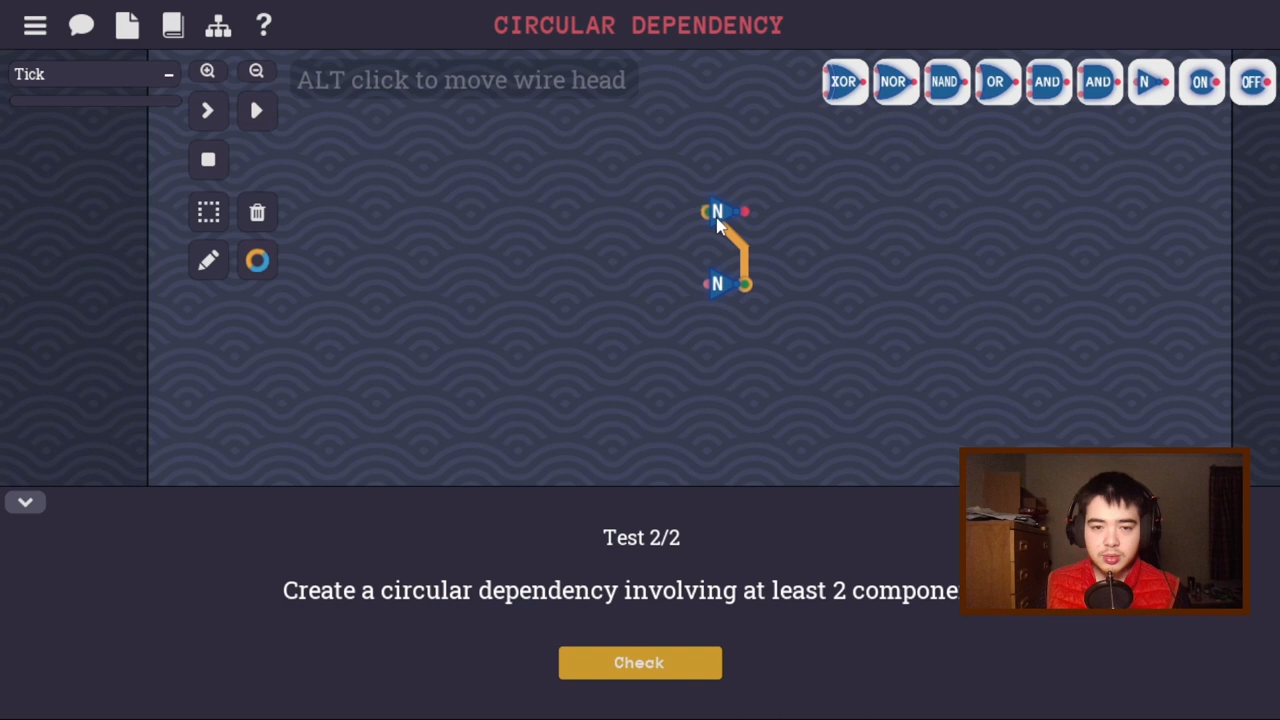 CIRCULAR DEPENDENCY
Tick
ALT click to move wire head
XOR NOR NAND OR AND AND N ON OFF
N
N
Test 2/2
Create a circular dependency involving at least 2 compone
Check